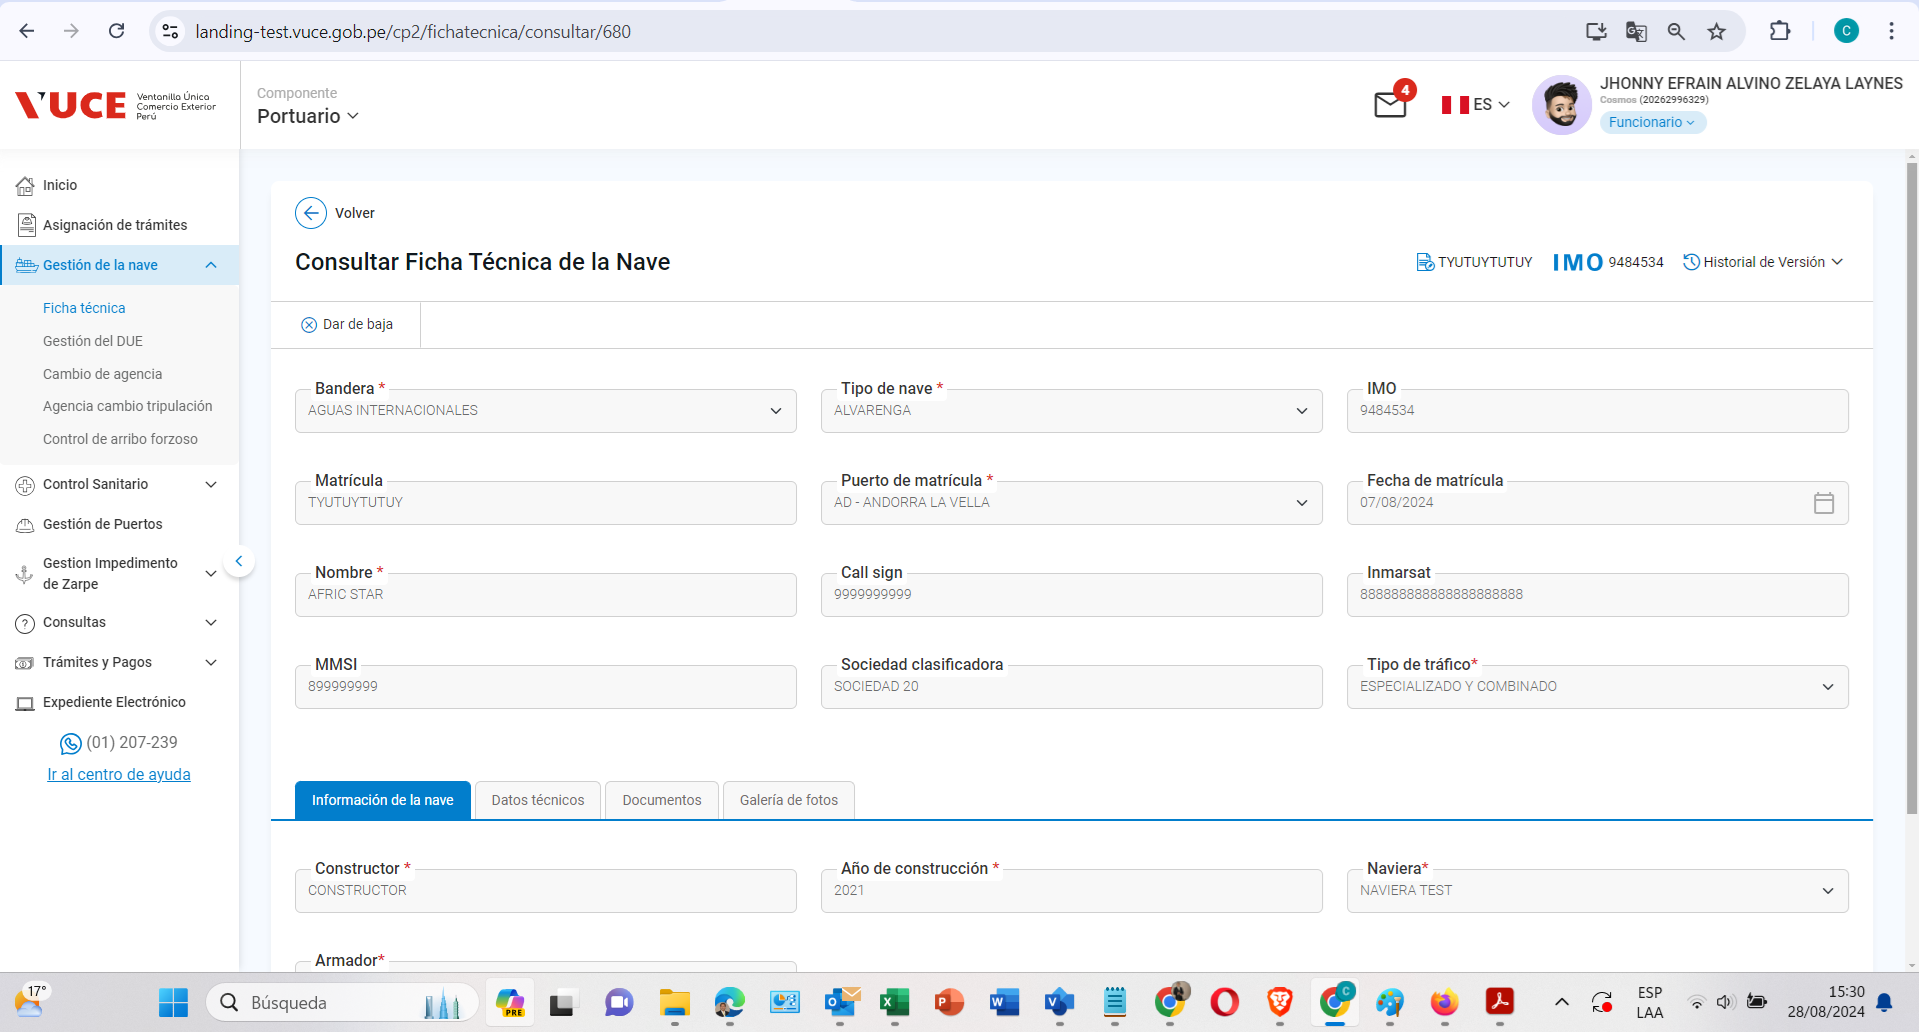 landing-test.vuce.gob.pe/cp2/fichatecnica/consultar/680
C
VUCE
Ventanilla Única
Comercio Exterior
Perú
Componente
Portuario
4
ES
JHONNY EFRAIN ALVINO ZELAYA LAYNES
Cosmos (20262996329)
Funcionario
Inicio
Asignación de trámites
Gestión de la nave
Ficha técnica
Gestión del DUE
Cambio de agencia
Agencia cambio tripulación
Control de arribo forzoso
Control Sanitario
Gestión de Puertos
Gestion Impedimento
de Zarpe
Consultas
Trámites y Pagos
Expediente Electrónico
(01) 207-239
Ir al centro de ayuda
Volver
Consultar Ficha Técnica de la Nave
TYUTUYTUTUY
IMO 9484534
Historial de Versión
Dar de baja
Bandera *
AGUAS INTERNACIONALES
Tipo de nave *
ALVARENGA
IMO
9484534
Matrícula
TYUTUYTUTUY
Puerto de matrícula *
AD - ANDORRA LA VELLA
Fecha de matrícula
07/08/2024
Nombre *
AFRIC STAR
Call sign
9999999999
Inmarsat
888888888888888888888
MMSI
899999999
Sociedad clasificadora
SOCIEDAD 20
Tipo de tráfico*
ESPECIALIZADO Y COMBINADO
Información de la nave
Datos técnicos
Documentos
Galería de fotos
Constructor *
CONSTRUCTOR
Año de construcción *
2021
Naviera*
NAVIERA TEST
Armador*
17°
Búsqueda
PRE
C
ESP
LAA
15:30
28/08/2024